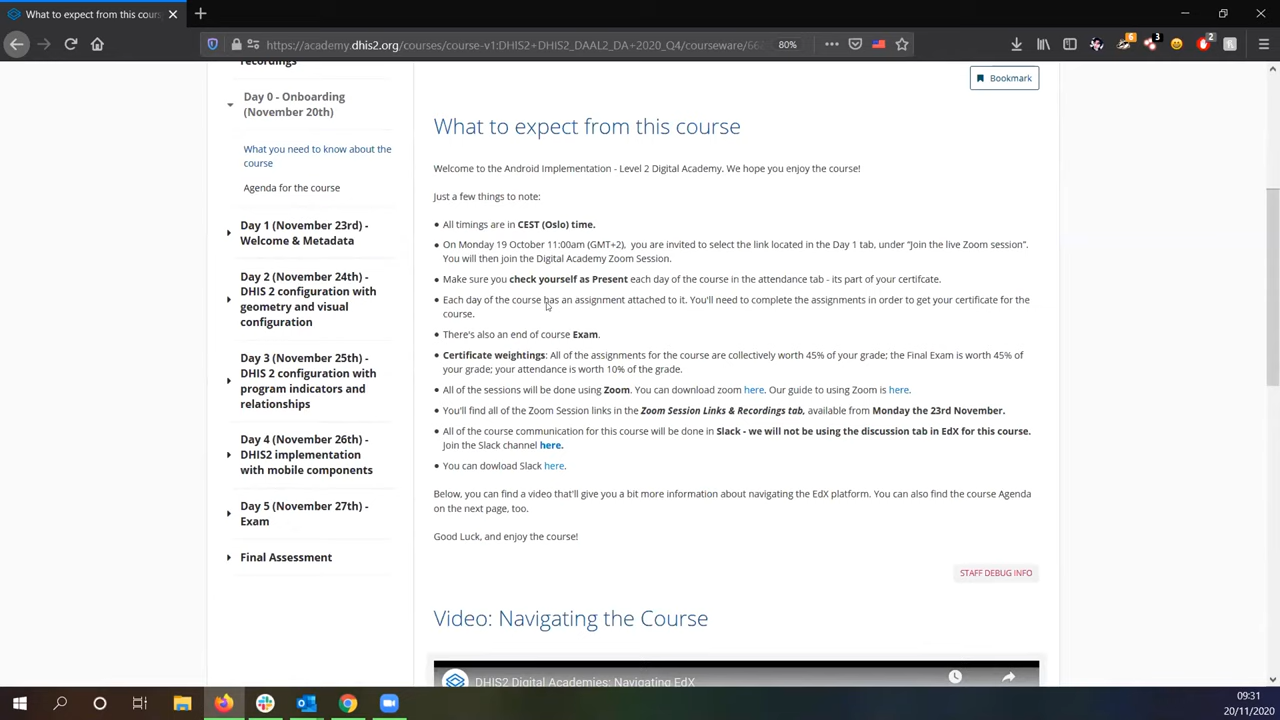 What to expect from this cours
https://academy.dhis2.org/courses/course-v1:DHIS2+DHIS2_DAAL2_DA+2020_Q4/courseware/66
80%
6
3
2
recordings
Bookmark
Day 0 - Onboarding
(November 20th)
What you need to know about the
course
Agenda for the course
Day 1 (November 23rd) -
Welcome & Metadata
Day 2 (November 24th) -
DHIS 2 configuration with
geometry and visual
configuration
Day 3 (November 25th) -
DHIS 2 configuration with
program indicators and
relationships
Day 4 (November 26th) -
DHIS2 implementation
with mobile components
Day 5 (November 27th) -
Exam
Final Assessment
What to expect from this course
Welcome to the Android Implementation - Level 2 Digital Academy. We hope you enjoy the course!
Just a few things to note:
• All timings are in CEST (Oslo) time.
• On Monday 19 October 11:00am (GMT+2), you are invited to select the link located in the Day 1 tab, under "Join the live Zoom session".
You will then join the Digital Academy Zoom Session.
• Make sure you check yourself as Present each day of the course in the attendance tab - its part of your certifcate.
• Each day of the course has an assignment attached to it. You'll need to complete the assignments in order to get your certificate for the
course.
• There's also an end of course Exam.
• Certificate weightings: All of the assignments for the course are collectively worth 45% of your grade; the Final Exam is worth 45% of
your grade; your attendance is worth 10% of the grade.
• All of the sessions will be done using Zoom. You can download zoom here. Our guide to using Zoom is here.
• You'll find all of the Zoom Session links in the Zoom Session Links & Recordings tab, available from Monday the 23rd November.
• All of the course communication for this course will be done in Slack - we will not be using the discussion tab in EdX for this course.
Join the Slack channel here.
• You can dowload Slack here.
Below, you can find a video that'll give you a bit more information about navigating the EdX platform. You can also find the course Agenda
on the next page, too.
Good Luck, and enjoy the course!
STAFF DEBUG INFO
Video: Navigating the Course
DHIS2 Digital Academies: Navigating EdX
09:31
20/11/2020